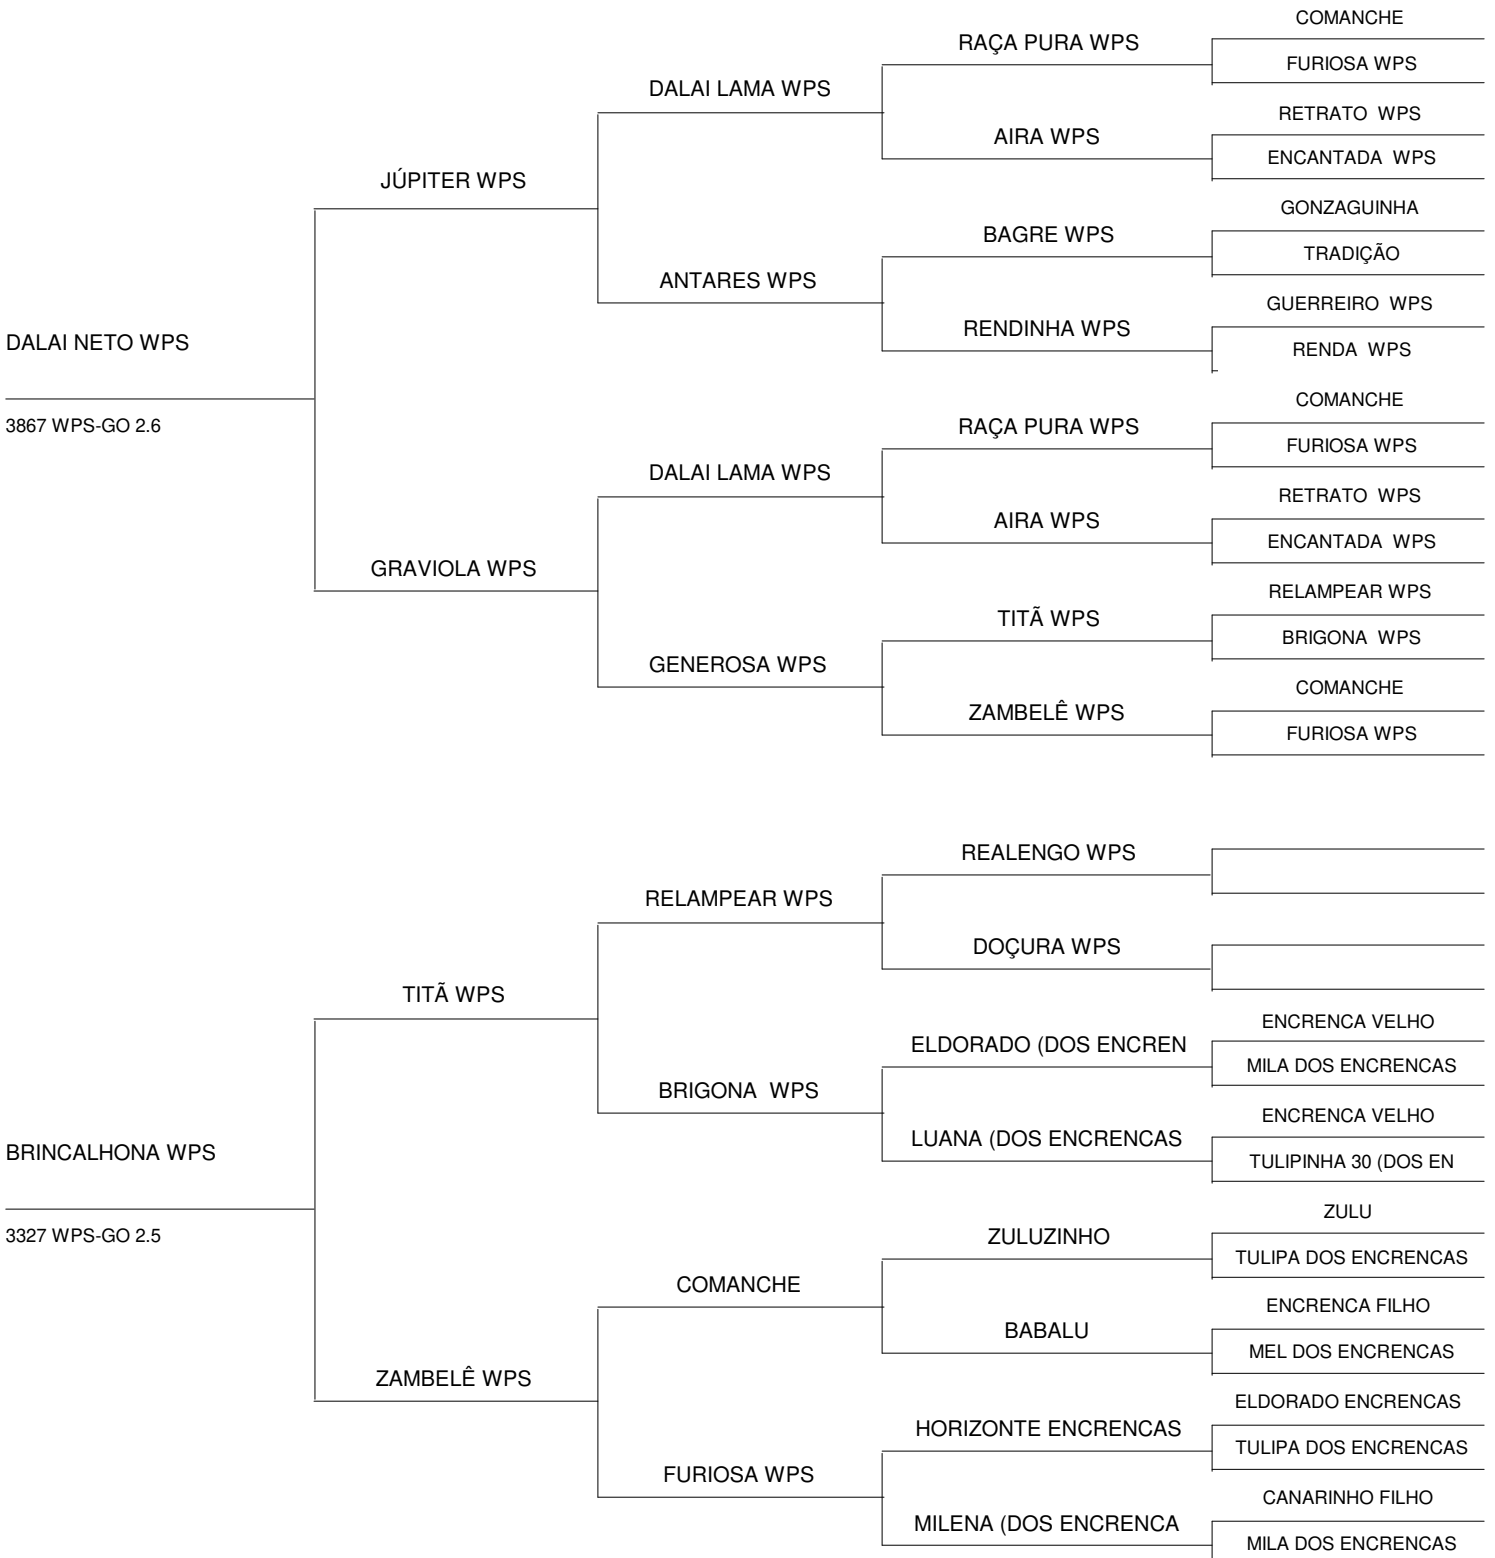 COMANCHE
RAÇA PURA WPS
FURIOSA WPS
DALAI LAMA WPS
RETRATO  WPS
AIRA WPS
ENCANTADA  WPS
JÚPITER WPS
GONZAGUINHA
BAGRE WPS
TRADIÇÃO
ANTARES WPS
GUERREIRO  WPS
RENDINHA WPS
RENDA  WPS
DALAI NETO WPS
3867 WPS-GO 2.6
COMANCHE
RAÇA PURA WPS
FURIOSA WPS
DALAI LAMA WPS
RETRATO  WPS
AIRA WPS
ENCANTADA  WPS
GRAVIOLA WPS
RELAMPEAR WPS
TITÃ WPS
BRIGONA  WPS
GENEROSA WPS
COMANCHE
ZAMBELÊ WPS
FURIOSA WPS
REALENGO WPS
RELAMPEAR WPS
DOÇURA WPS
TITÃ WPS
ENCRENCA VELHO
ELDORADO (DOS ENCREN
MILA DOS ENCRENCAS
BRIGONA  WPS
ENCRENCA VELHO
LUANA (DOS ENCRENCAS
TULIPINHA 30 (DOS EN
BRINCALHONA WPS
3327 WPS-GO 2.5
ZULU
ZULUZINHO
TULIPA DOS ENCRENCAS
COMANCHE
ENCRENCA FILHO
BABALU
MEL DOS ENCRENCAS
ZAMBELÊ WPS
ELDORADO ENCRENCAS
HORIZONTE ENCRENCAS
TULIPA DOS ENCRENCAS
FURIOSA WPS
CANARINHO FILHO
MILENA (DOS ENCRENCA
MILA DOS ENCRENCAS